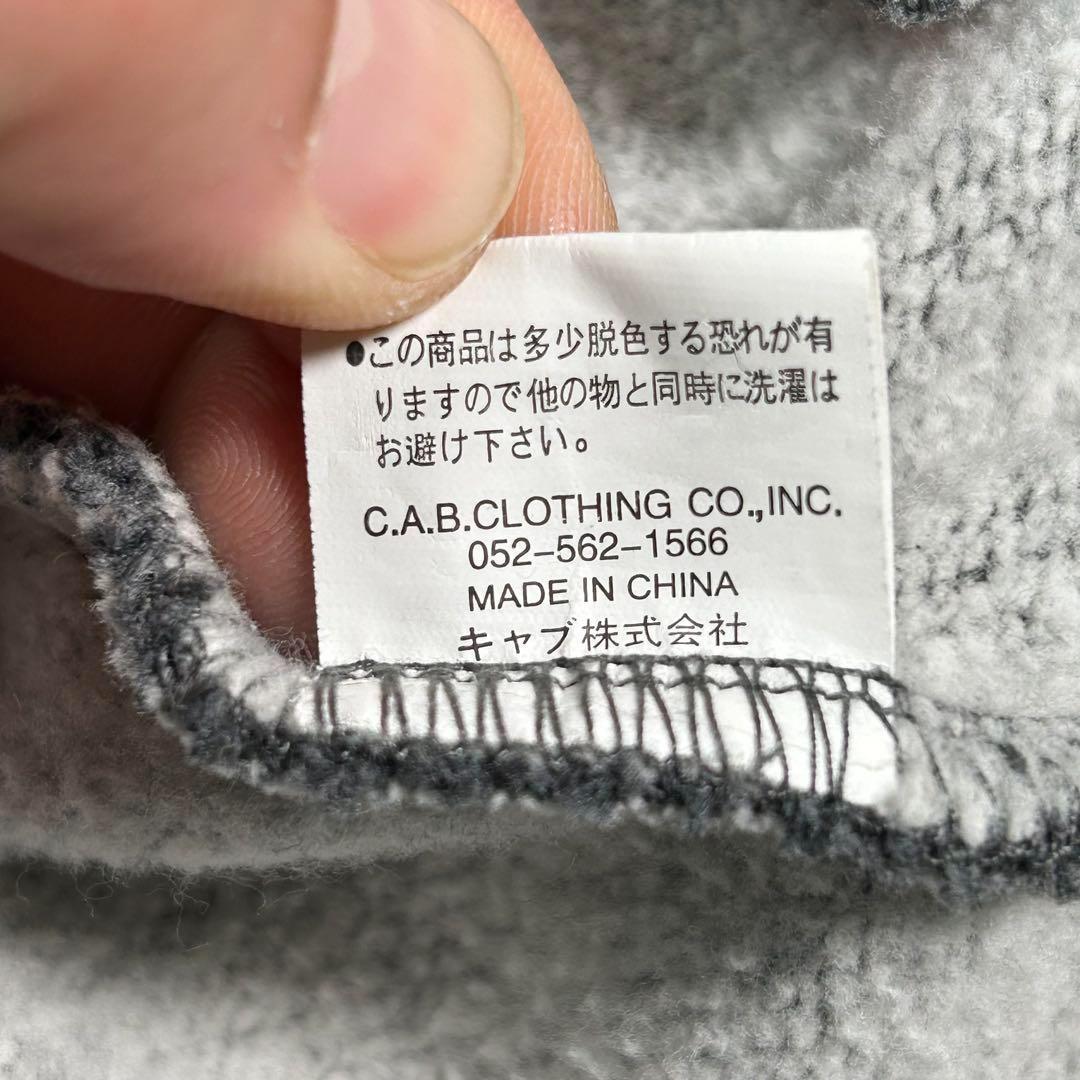 ●この商品は多少脱色する恐れが有
りますので他の物と同時に洗濯は
お避け下さい。
C.A.B.CLOTHING CO.,INC.
052-562-1566
MADE IN CHINA
キャブ株式会社